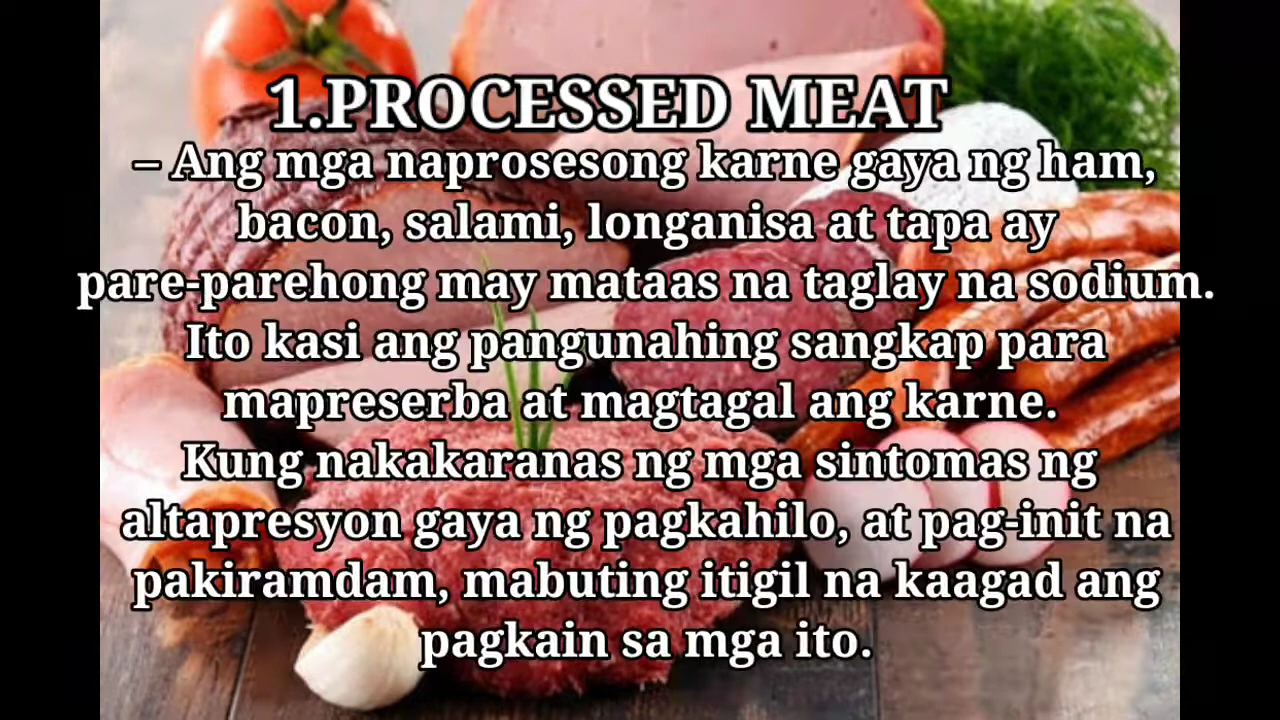 1.PROCESSED MEAT
– Ang mga naprosesong karne gaya ng ham,
bacon, salami, longanisa at tapa ay
pare-parehong may mataas na taglay na sodium.
Ito kasi ang pangunahing sangkap para
mapreserba at magtagal ang karne.
Kung nakakaranas ng mga sintomas ng
altapresyon gaya ng pagkahilo, at pag-init na
pakiramdam, mabuting itigil na kaagad ang
pagkain sa mga ito.